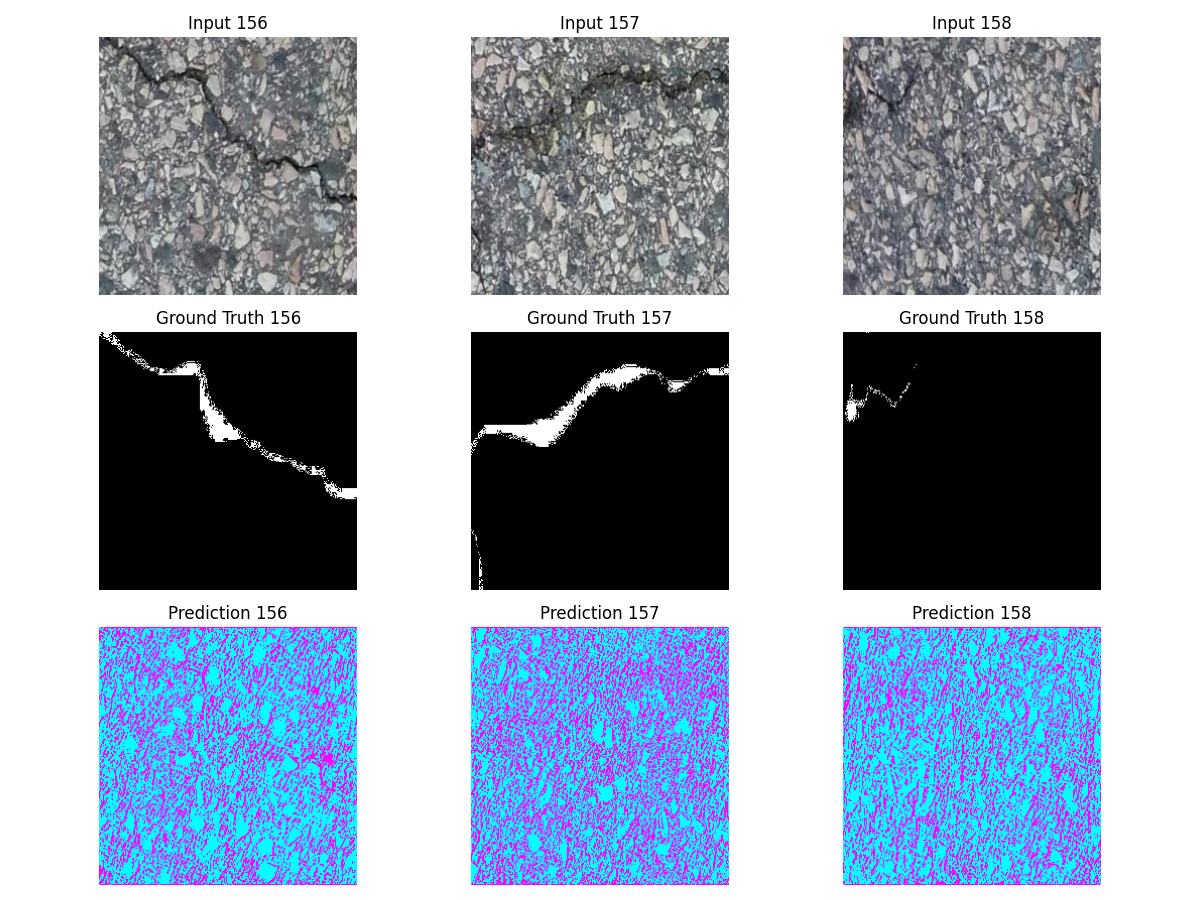 Input 156
Input 157
Input 158
Ground Truth 156
Ground Truth 157
Ground Truth 158
Prediction 156
Prediction 157
Prediction 158